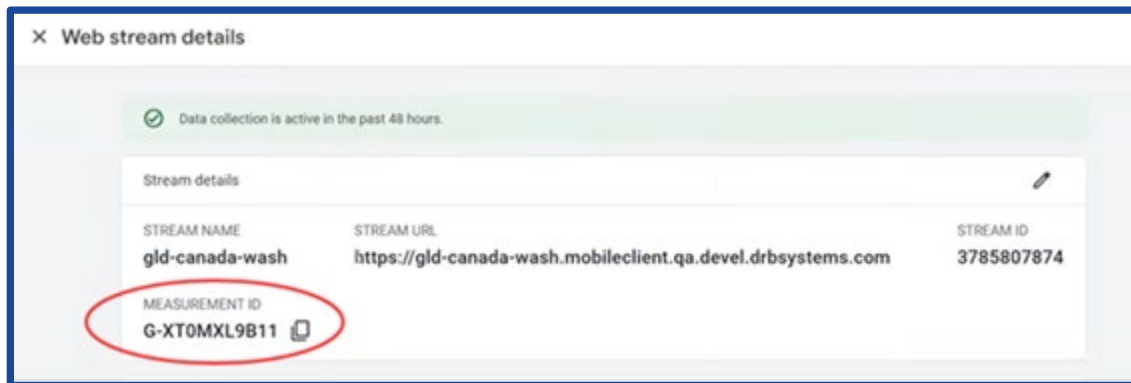 × Web stream details
Data collection is active in the past 48 hours.
Stream details
STREAM NAME STREAM URL STREAM ID
gld-canada-wash https://gld-canada-wash.mobileclient.qa.devel.drbsystems.com 3785807874
MEASUREMENT ID
G-XT0MXL9B11